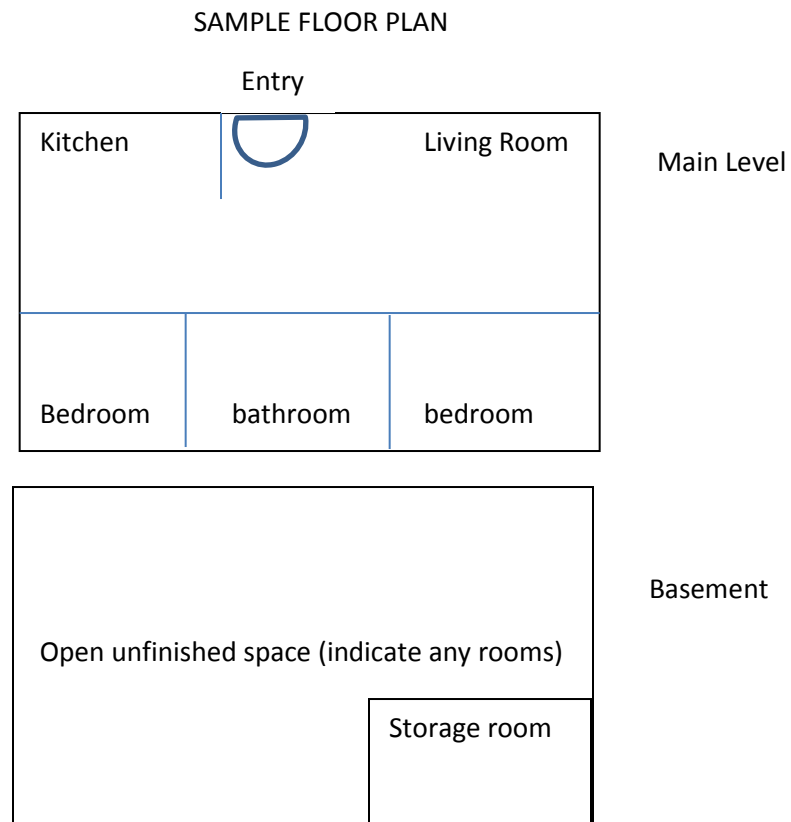 SAMPLE FLOOR PLAN
Entry
Kitchen
Living Room
Main Level
Bedroom
bathroom
bedroom
Basement
Open unfinished space (indicate any rooms)
Storage room